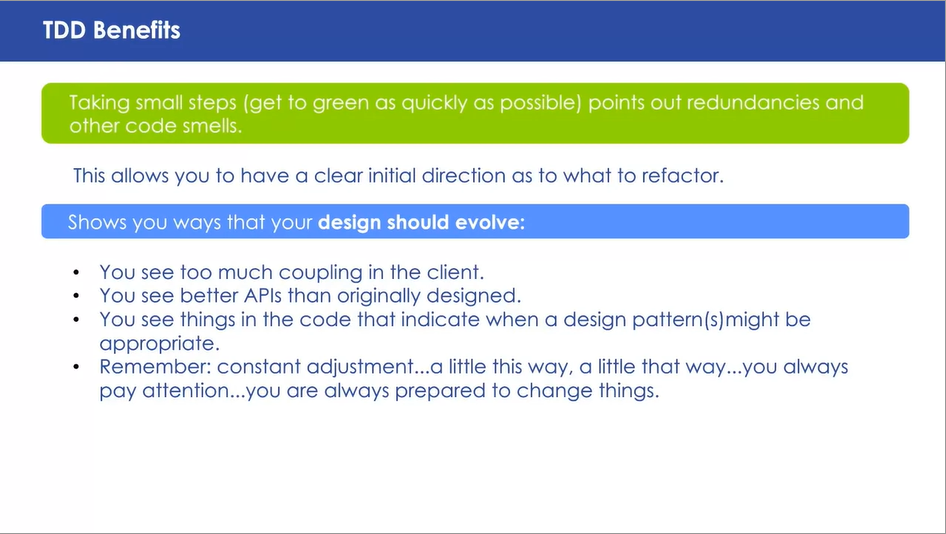 TDD Benefits
Taking small steps (get to green as quickly as possible) points out redundancies and
other code smells.
This allows you to have a clear initial direction as to what to refactor.
Shows you ways that your design should evolve:
• You see too much coupling in the client.
• You see better APIs than originally designed.
• You see things in the code that indicate when a design pattern(s)might be
appropriate.
• Remember: constant adjustment...a little this way, a little that way...you always
pay attention...you are always prepared to change things.